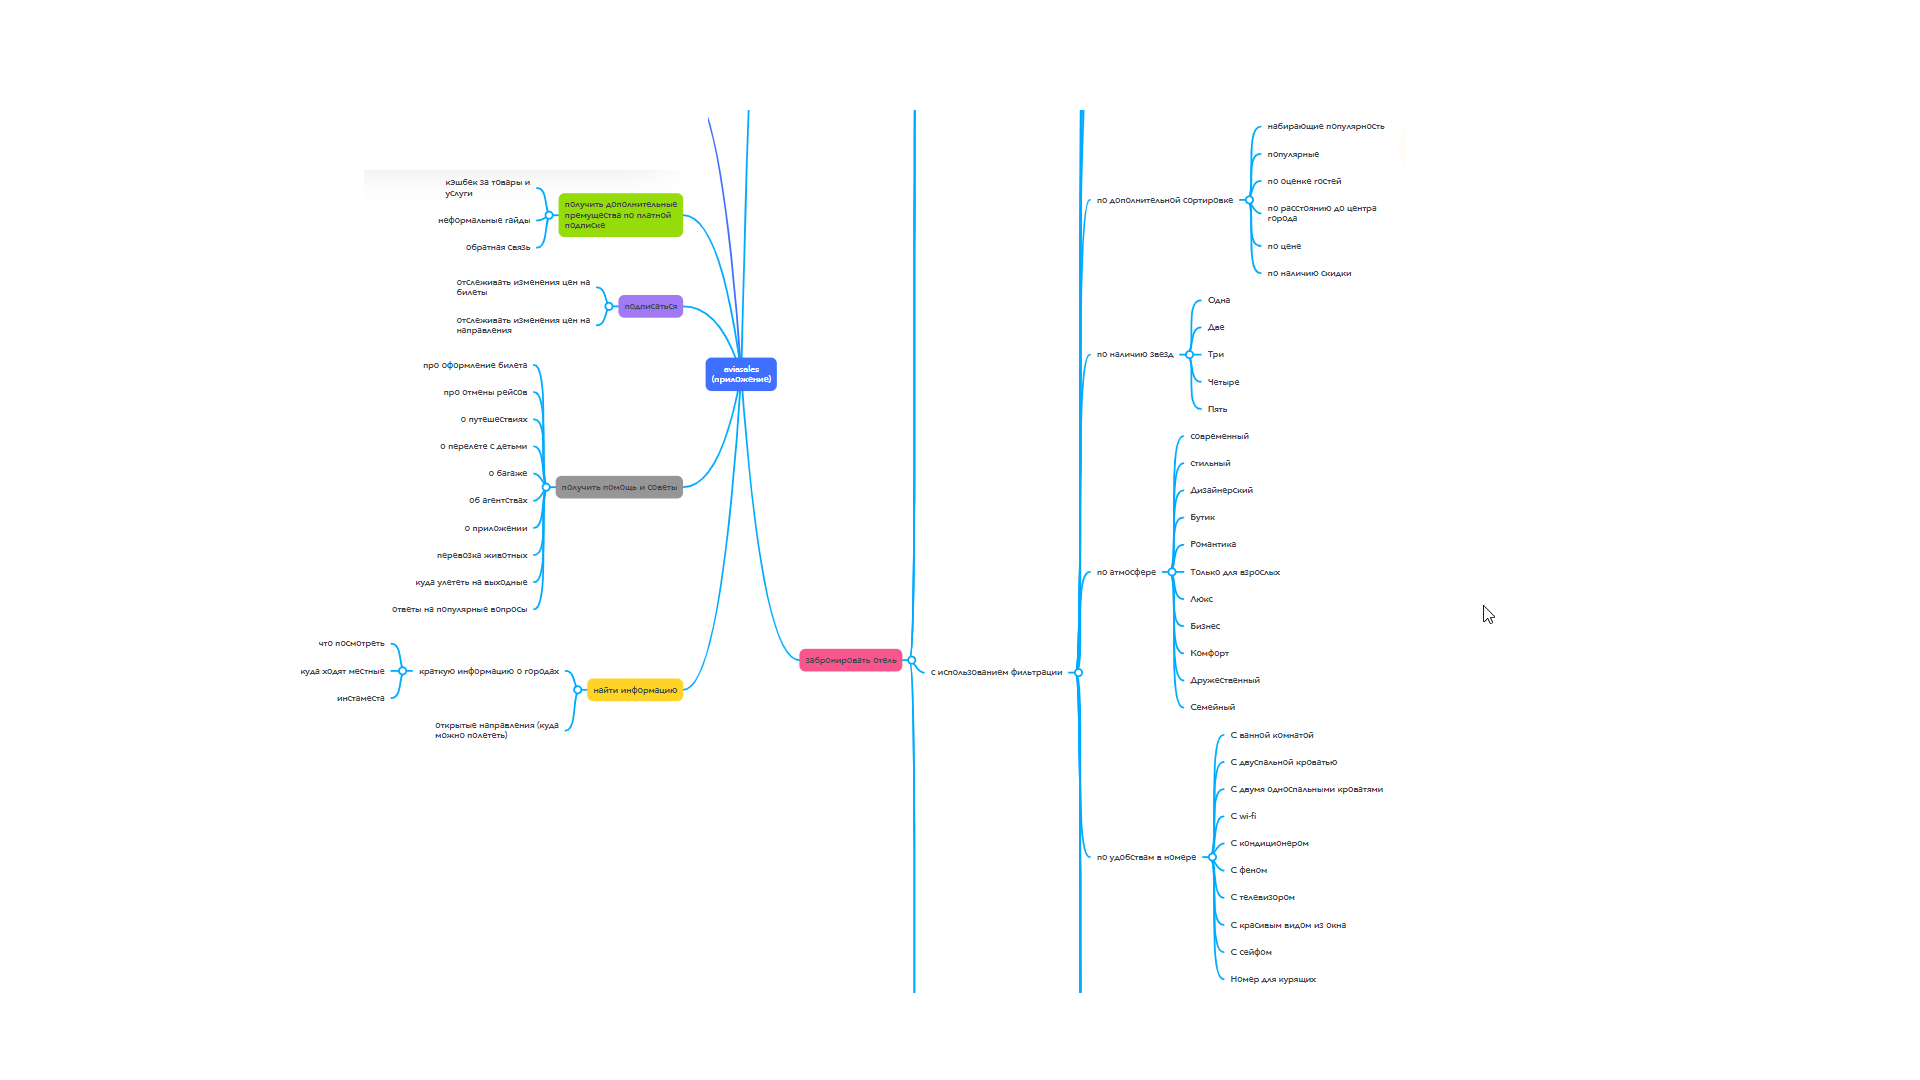 кэшбек за товары и
услуги
неформальные гайды
обратная связь
получить дополнительные
премущества по платной
подписке
отслеживать изменения цен на
билеты
отслеживать изменения цен на
направления
подписаться
aviasales
(приложение)
про оформление билета
про отмены рейсов
о путешествиях
о перелете с детьми
о багаже
об агентствах
о приложении
перевозка животных
куда улететь на выходные
ответы на популярные вопросы
получить помощь и советы
что посмотреть
куда ходят местные
инстаместа
краткую информацию о городах
открытые направления (куда
можно полететь)
найти информацию
забронировать отель
с использованием фильтрации
по дополнительной сортировке
набирающие популярность
популярные
по оценке гостей
по расстоянию до центра
города
по цене
по наличию скидки
по наличию звезд
Одна
Две
Три
Четыре
Пять
по атмосфере
современный
стильный
Дизайнерский
Бутик
Романтика
Только для взрослых
Люкс
Бизнес
Комфорт
Дружественный
Семейный
по удобствам в номере
С ванной комнатой
С двуспальной кроватью
С двумя односпальными кроватями
С wi-fi
С кондиционером
С феном
С телевизором
С красивым видом из окна
С сейфом
Номер для курящих